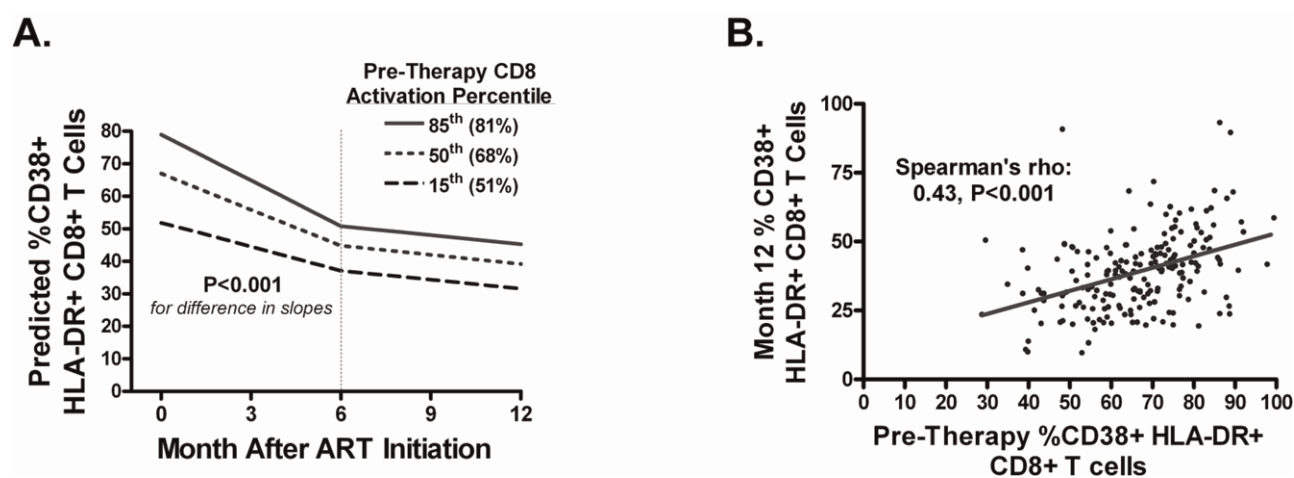 A.
Pre-Therapy CD8
Activation Percentile
85th (81%)
50th (68%)
15th (51%)
Predicted %CD38+
HLA-DR+ CD8+ T Cells
80
70
60
50
40
30
20
10
0
P<0.001
for difference in slopes
0 3 6 9 12
Month After ART Initiation
B.
Month 12 % CD38+
HLA-DR+ CD8+ T Cells
100
75
50
25
0
Spearman's rho:
0.43, P<0.001
0 10 20 30 40 50 60 70 80 90 100
Pre-Therapy %CD38+ HLA-DR+
CD8+ T cells